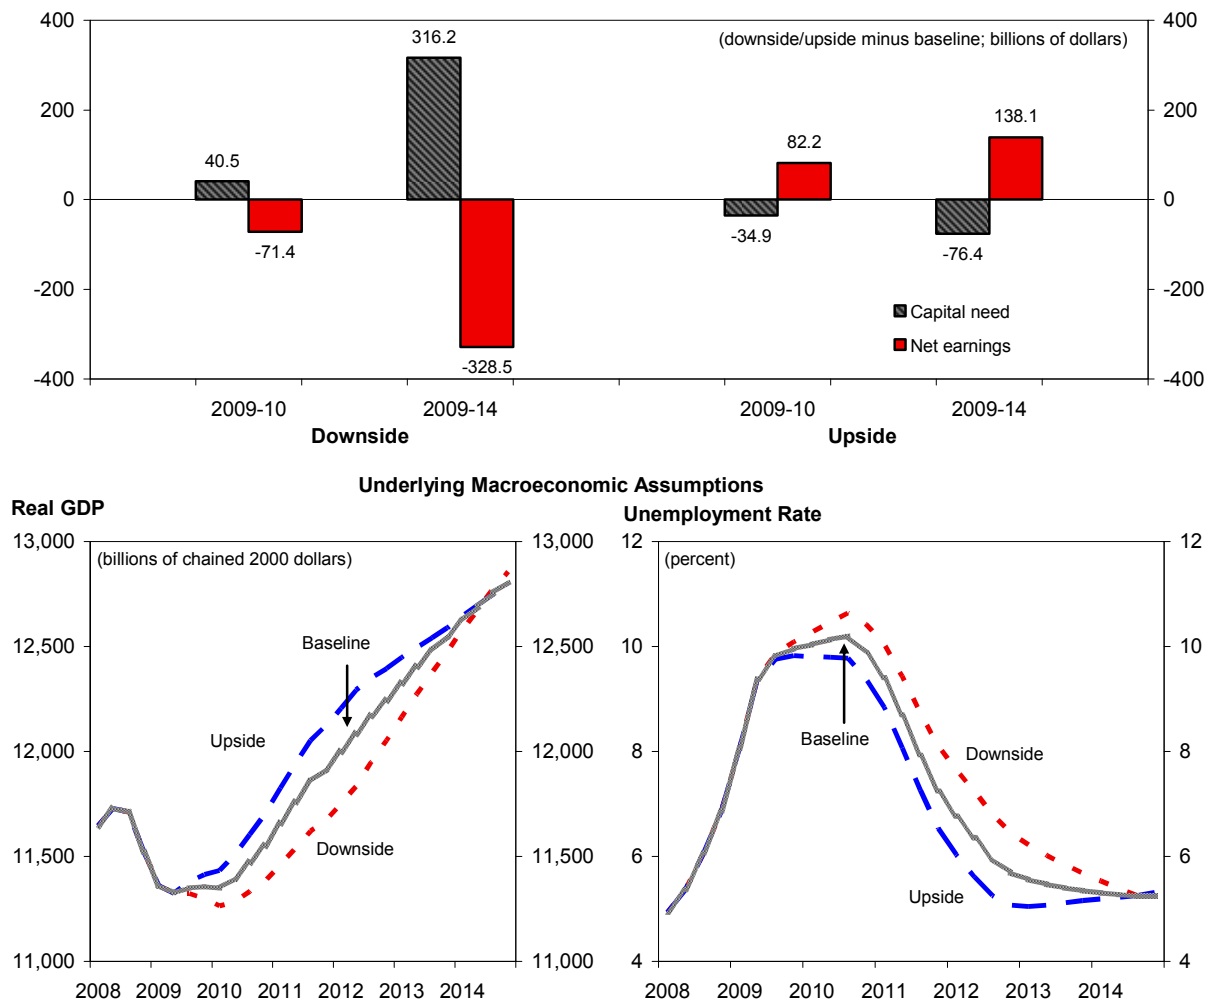 400 400
316.2 (downside/upside minus baseline; billions of dollars)
200 138.1 200
82.2
40.5
0 0
-34.9
-71.4 -76.4
-200 -200
Capital need
Net earnings
-328.5
-400 -400
2009-10 2009-14 2009-10 2009-14
Downside Upside
Underlying Macroeconomic Assumptions
Real GDP
13,000 13,000
(billions of chained 2000 dollars)
12,500 12,500
Baseline
12,000 12,000
Upside
11,500 11,500
Downside
11,000 11,000
2008 2009 2010 2011 2012 2013 2014
Unemployment Rate
12 12
(percent)
10 10
8 8
Baseline
Downside
6 6
Upside
4 4
2008 2009 2010 2011 2012 2013 2014